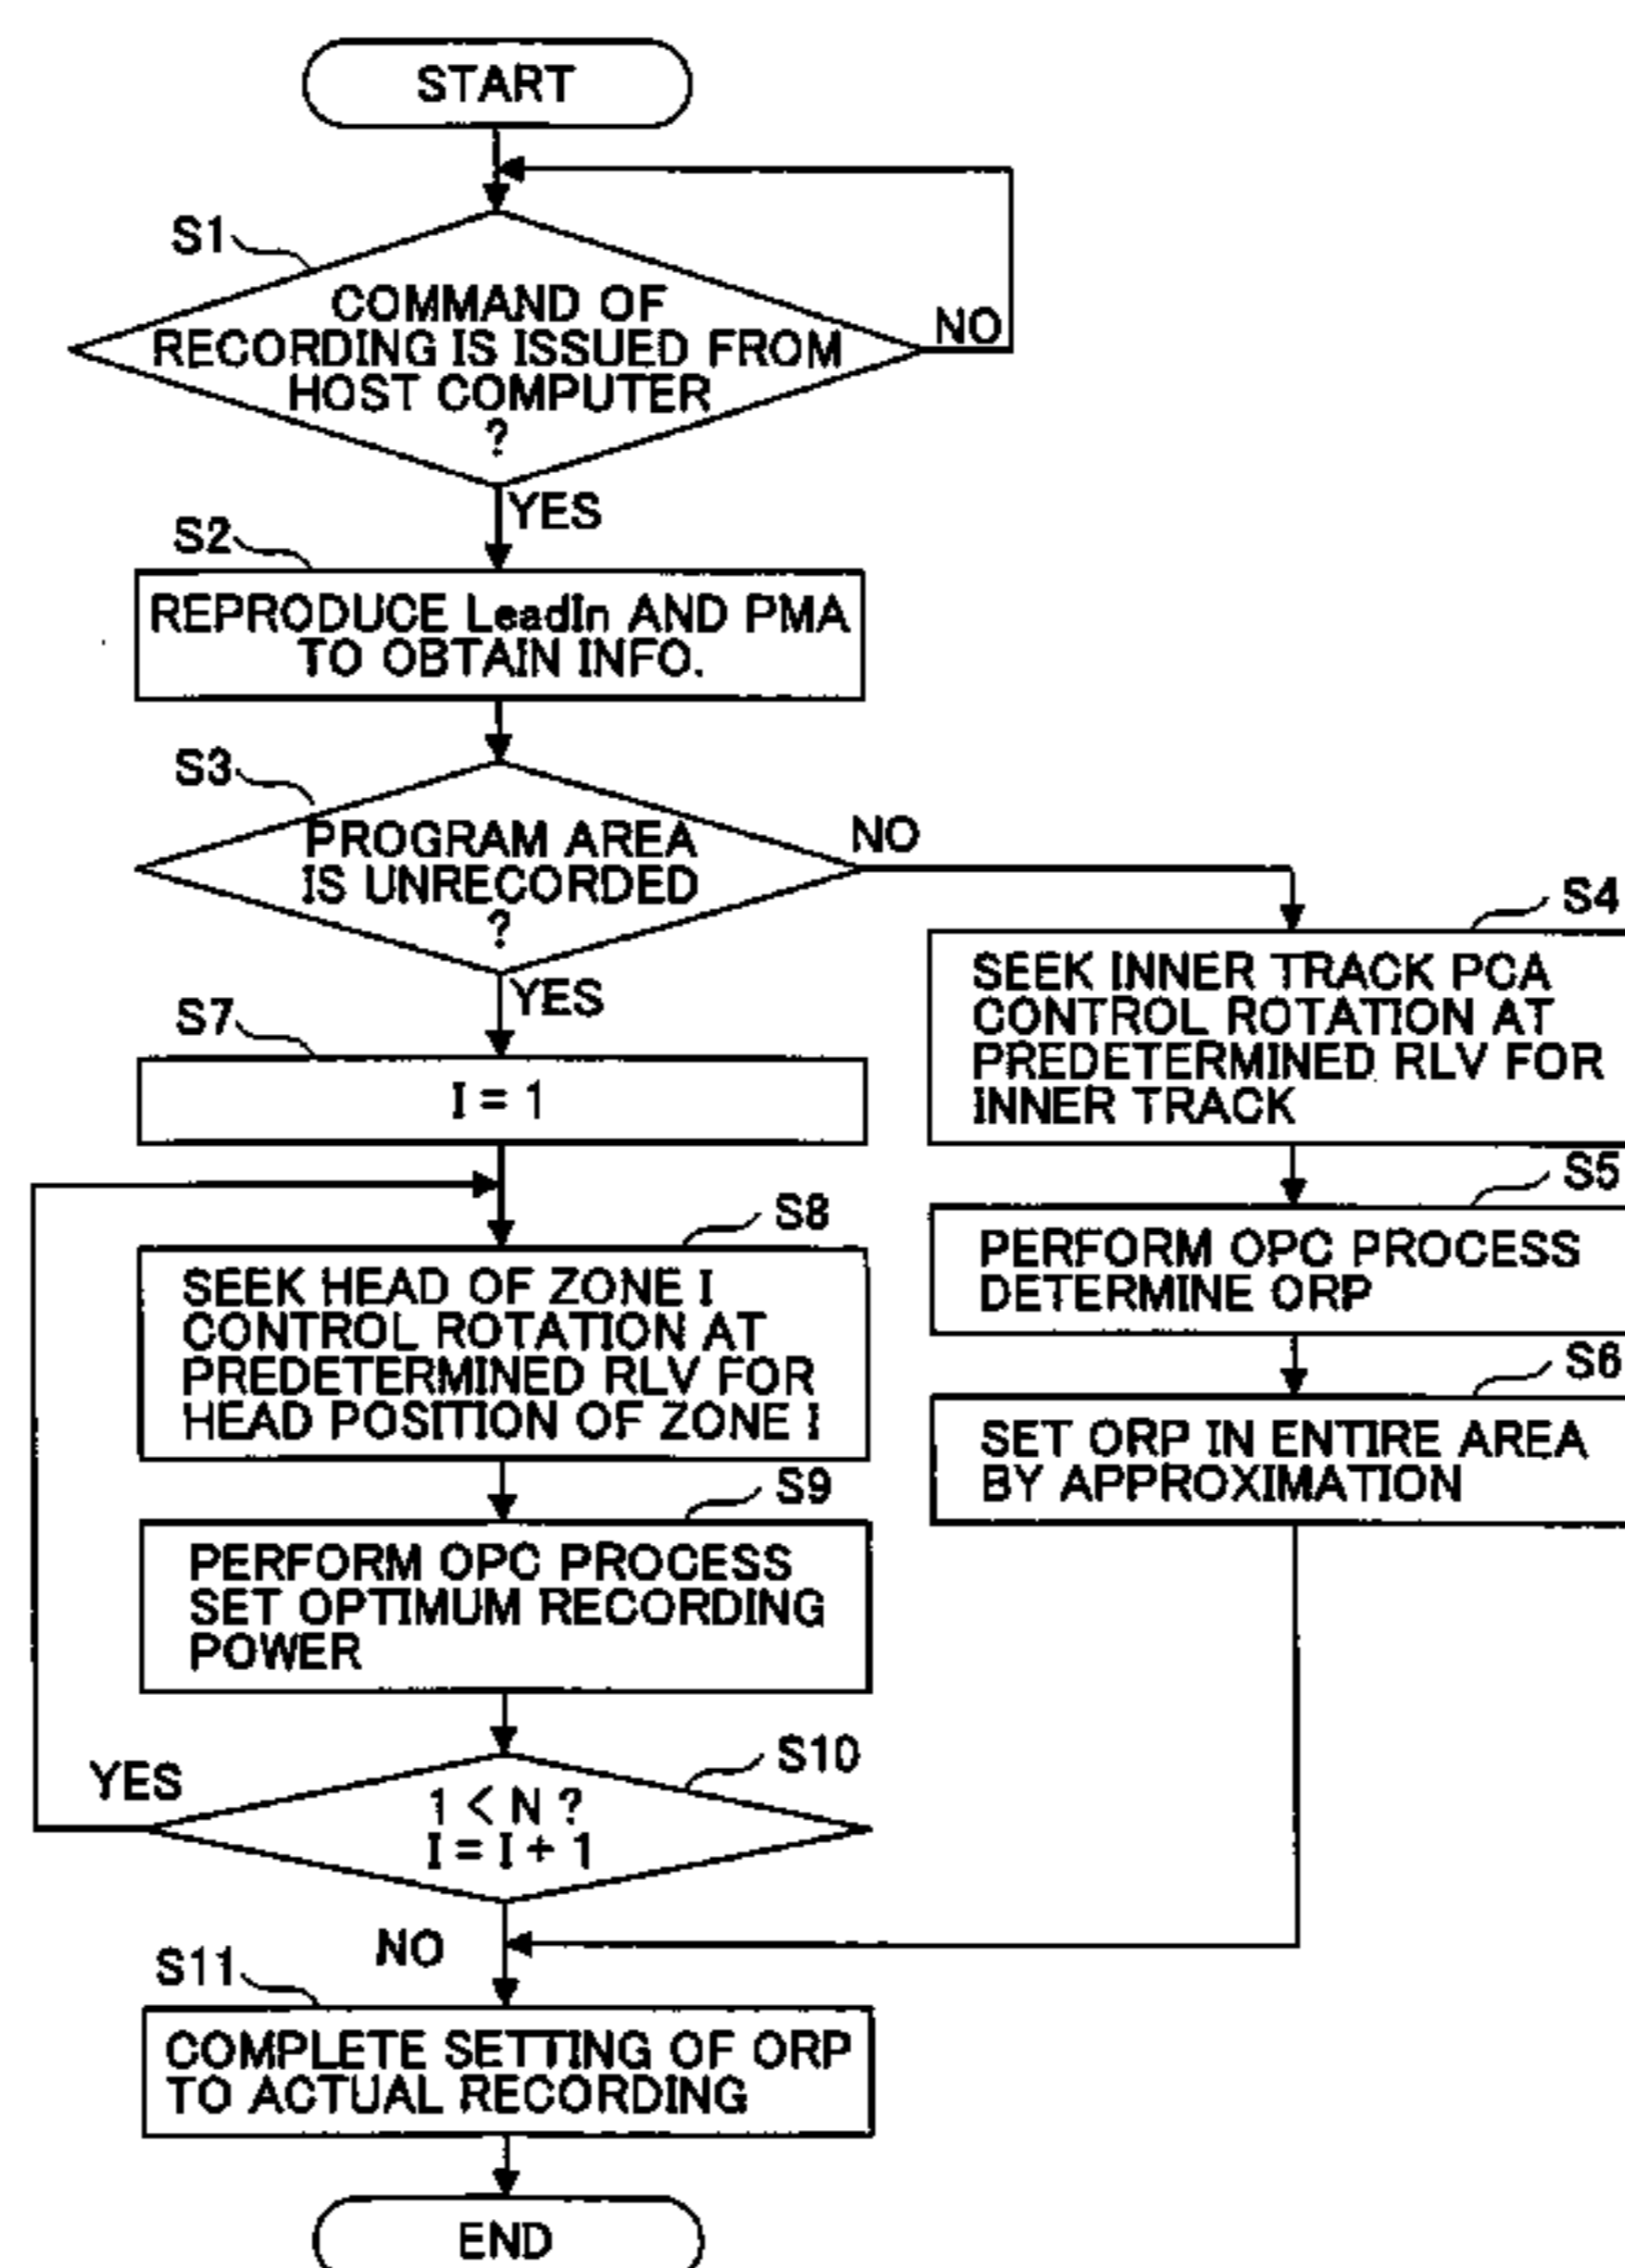 START
S1
COMMAND OF
RECORDING IS ISSUED FROM
HOST COMPUTER
?
NO
YES
S2
REPRODUCE LeadIn AND PMA
TO OBTAIN INFO.
S3
PROGRAM AREA
IS UNRECORDED
?
NO
YES
S4
SEEK INNER TRACK PCA
CONTROL ROTATION AT
PREDETERMINED RLV FOR
INNER TRACK
S5
PERFORM OPC PROCESS
DETERMINE ORP
S6
SET ORP IN ENTIRE AREA
BY APPROXIMATION
S7
I = 1
S8
SEEK HEAD OF ZONE I
CONTROL ROTATION AT
PREDETERMINED RLV FOR
HEAD POSITION OF ZONE I
S9
PERFORM OPC PROCESS
SET OPTIMUM RECORDING
POWER
S10
1 < N ?
I = I + 1
YES
NO
S11
COMPLETE SETTING OF ORP
TO ACTUAL RECORDING
END